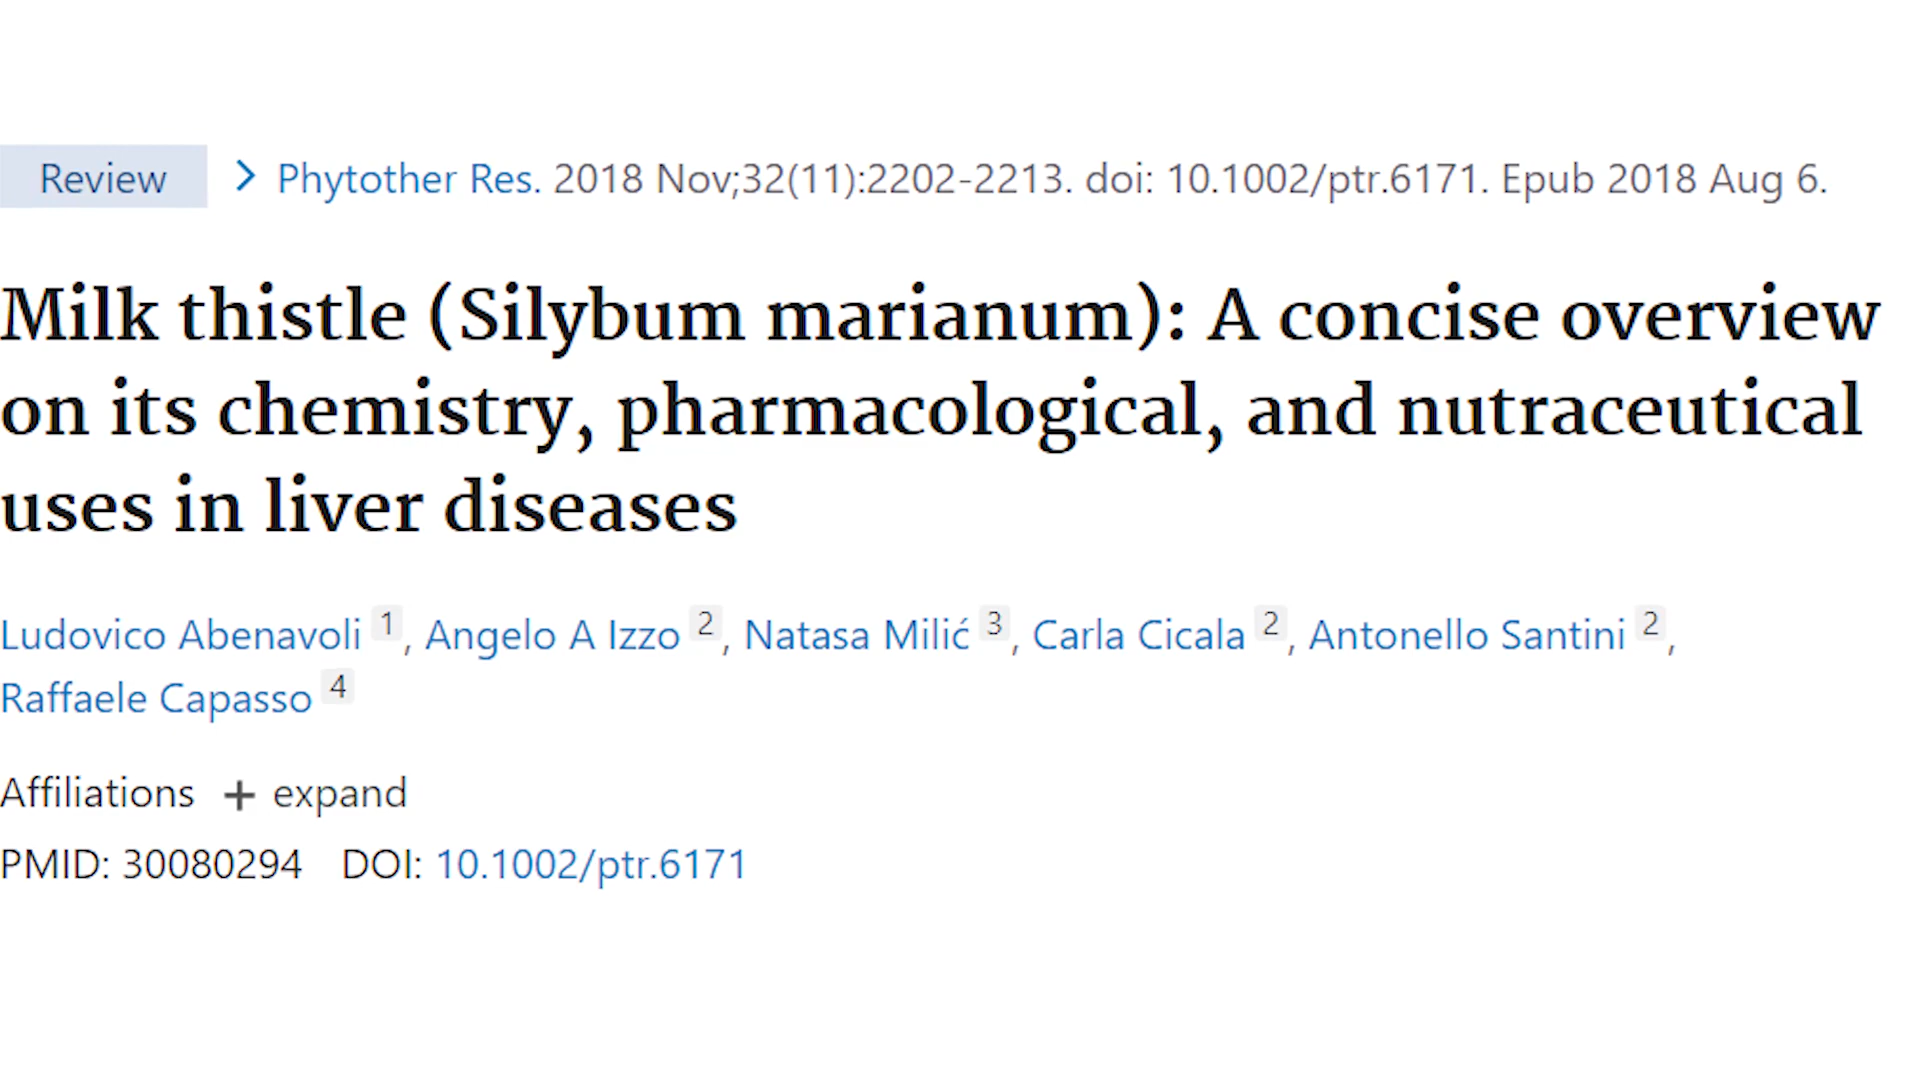 Review > Phytother Res. 2018 Nov;32(11):2202-2213. doi: 10.1002/ptr.6171. Epub 2018 Aug 6.
Milk thistle (Silybum marianum): A concise overview
on its chemistry, pharmacological, and nutraceutical
uses in liver diseases
Ludovico Abenavoli 1, Angelo A Izzo 2, Natasa Milić 3, Carla Cicala 2, Antonello Santini 2,
Raffaele Capasso 4
Affiliations + expand
PMID: 30080294 DOI: 10.1002/ptr.6171